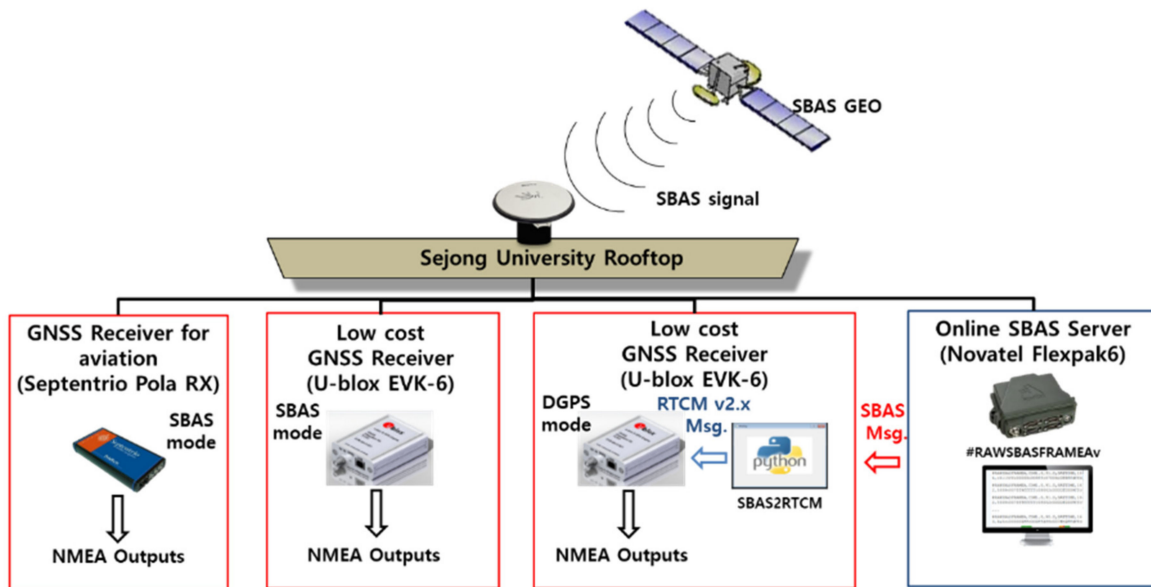 SBAS GEO
SBAS signal
Sejong University Rooftop
GNSS Receiver for
aviation
(Septentrio Pola RX)
SBAS
mode
NMEA Outputs
Low cost
GNSS Receiver
(U-blox EVK-6)
SBAS
mode
NMEA Outputs
Low cost
GNSS Receiver
(U-blox EVK-6)
DGPS
mode
RTCM v2.x
Msg.
python
SBAS2RTCM
NMEA Outputs
SBAS
Msg.
Online SBAS Server
(Novatel Flexpak6)
#RAWSBASFRAMEAv